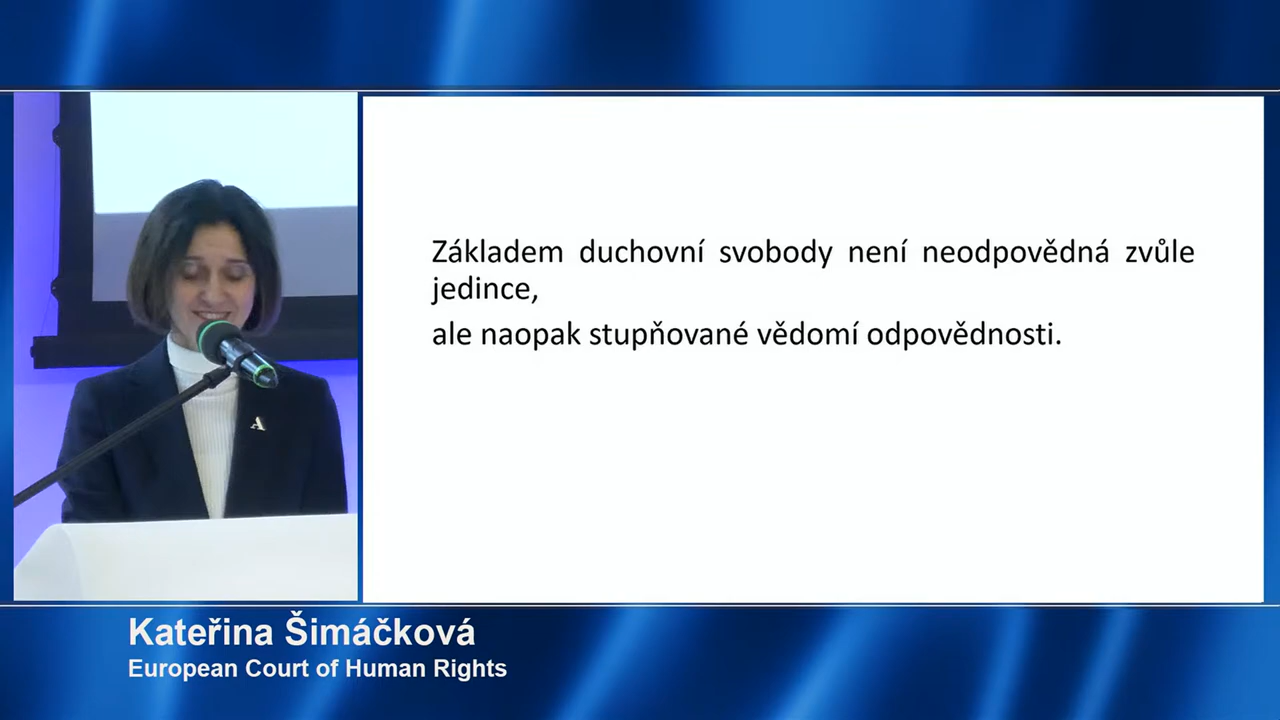 Základem duchovní svobody není neodpovědná zvůle
jedince,
ale naopak stupňované vědomí odpovědnosti.
A
Kateřina Šimáčková
European Court of Human Rights